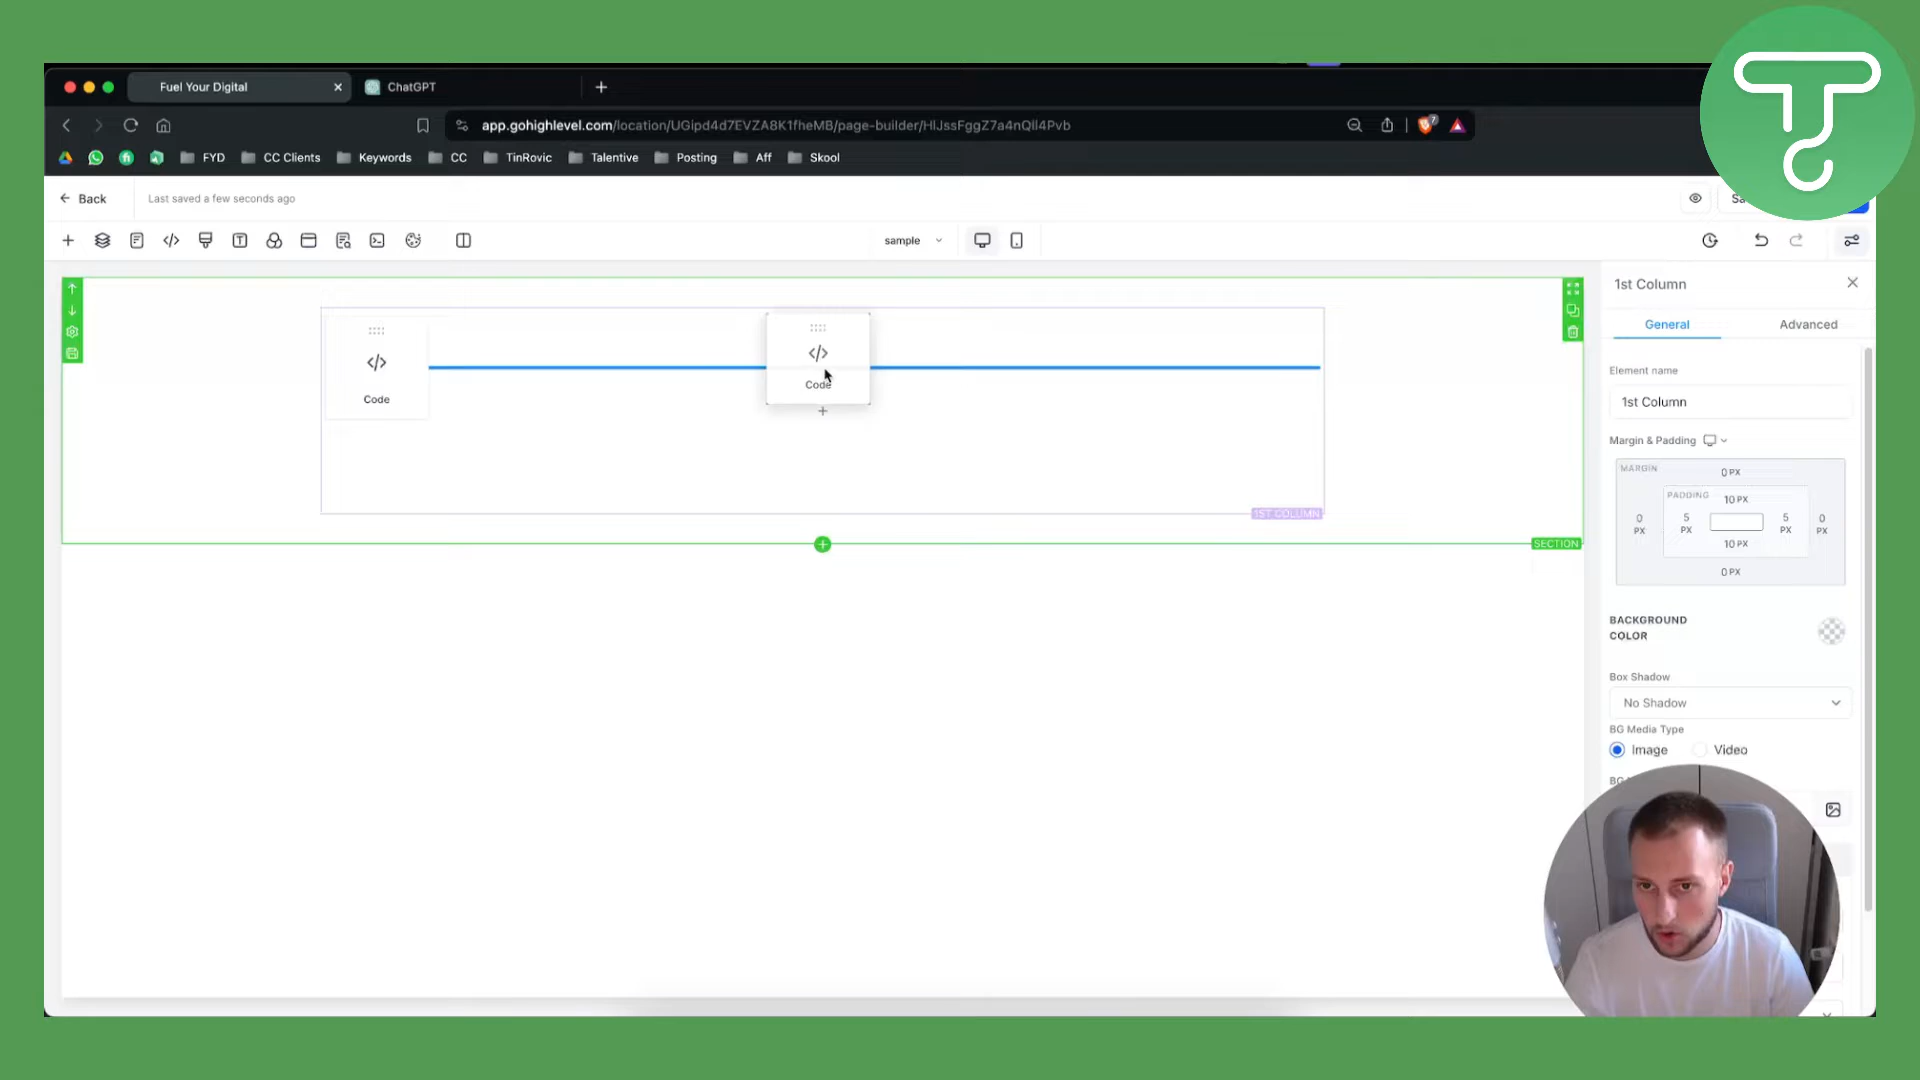 Fuel Your Digital
ChatGPT
app.gohighlevel.com/location/UGipd4d7EVZA8K1fheMB/page-builder/HlJssFggZ7a4nQIl4Pvb
7
FYD
CC Clients
Keywords
CC
TinRovic
Talentive
Posting
Aff
Skool
Back
Last saved a few seconds ago
sample
1st Column
General
Advanced
Code
Code
Element name
1st Column
Margin & Padding
MARGIN
0 PX
PADDING
10 PX
0 PX
5 PX
5 PX
0 PX
10 PX
0 PX
1ST COLUMN
SECTION
BACKGROUND
COLOR
Box Shadow
No Shadow
BG Media Type
Image
Video